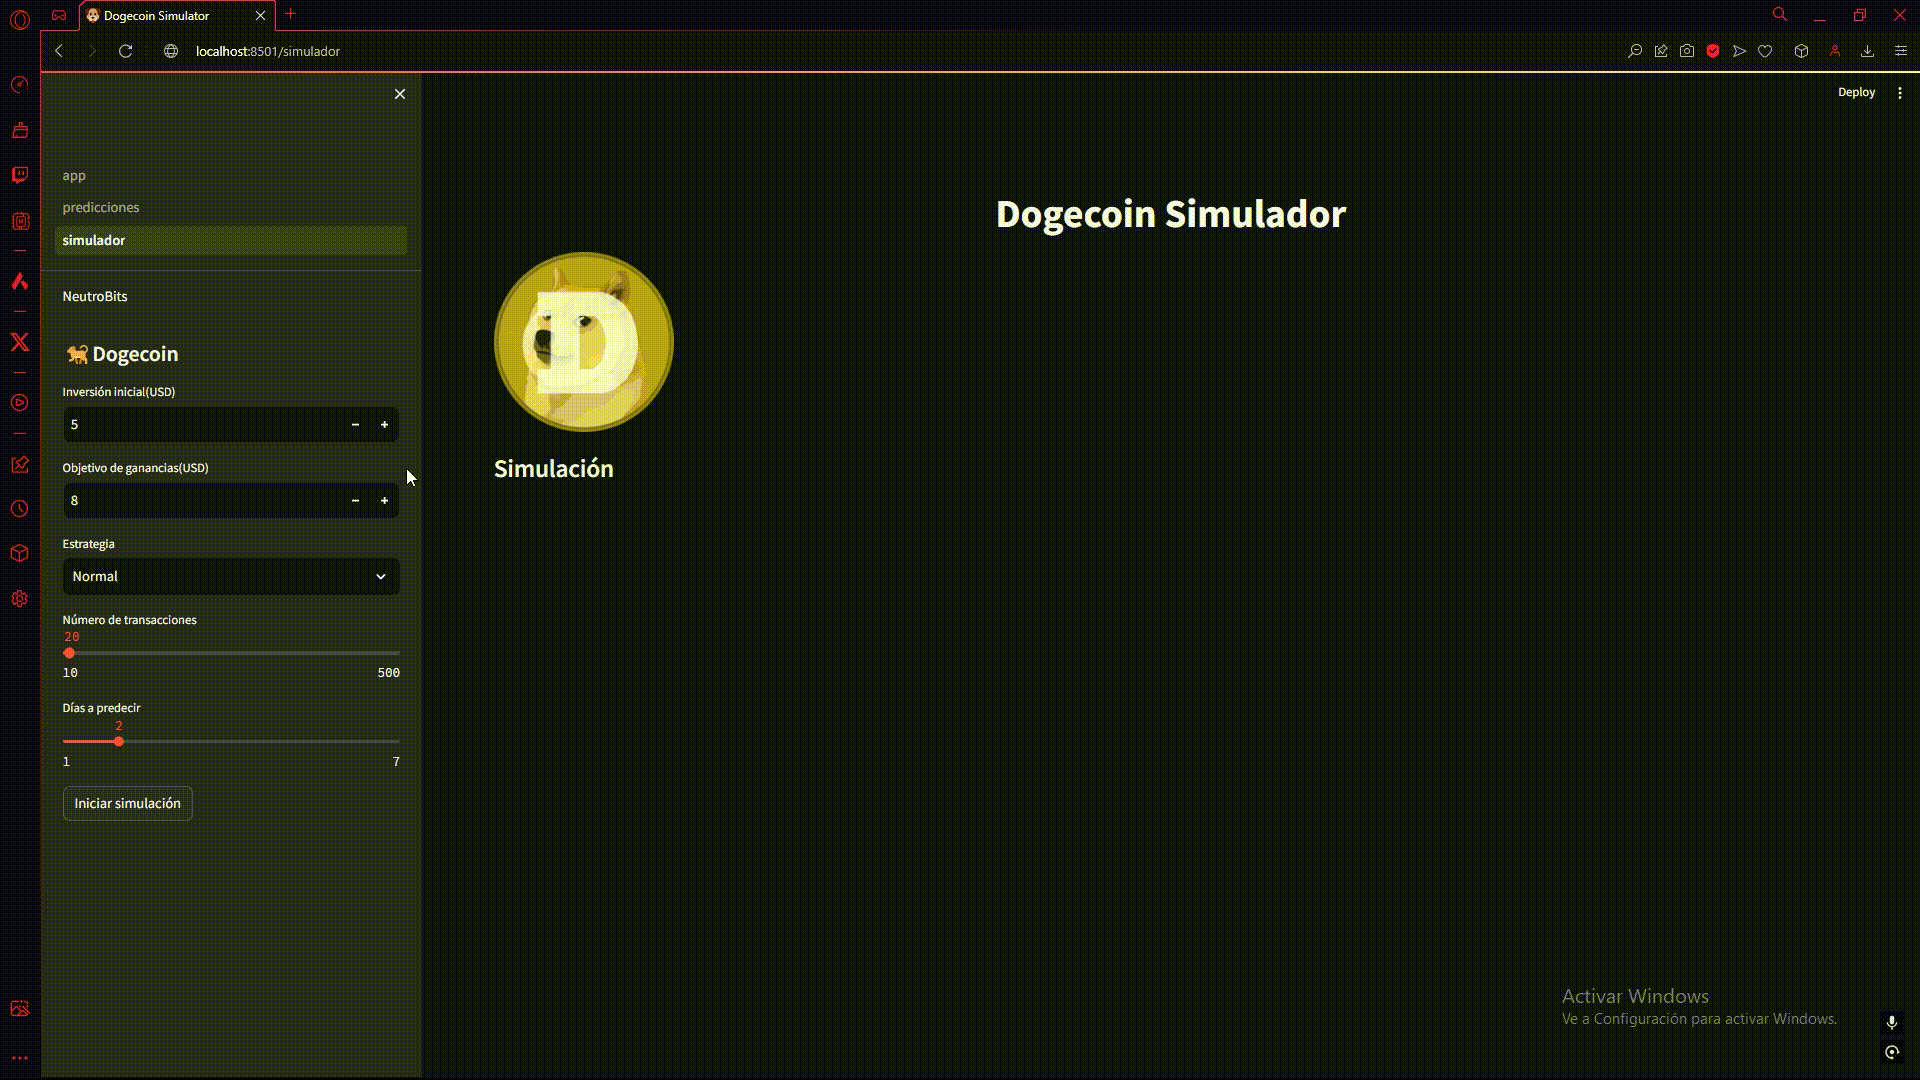 Dogecoin Simulator
localhost:8501/simulador
Deploy
app
predicciones
simulador
NeutroBits
Dogecoin
Inversión inicial(USD)
5
Objetivo de ganancias(USD)
8
Estrategia
Normal
Número de transacciones
20
10 500
Días a predecir
2
1 7
Iniciar simulación
Dogecoin Simulador
D
Simulación
Activar Windows
Ve a Configuración para activar Windows.